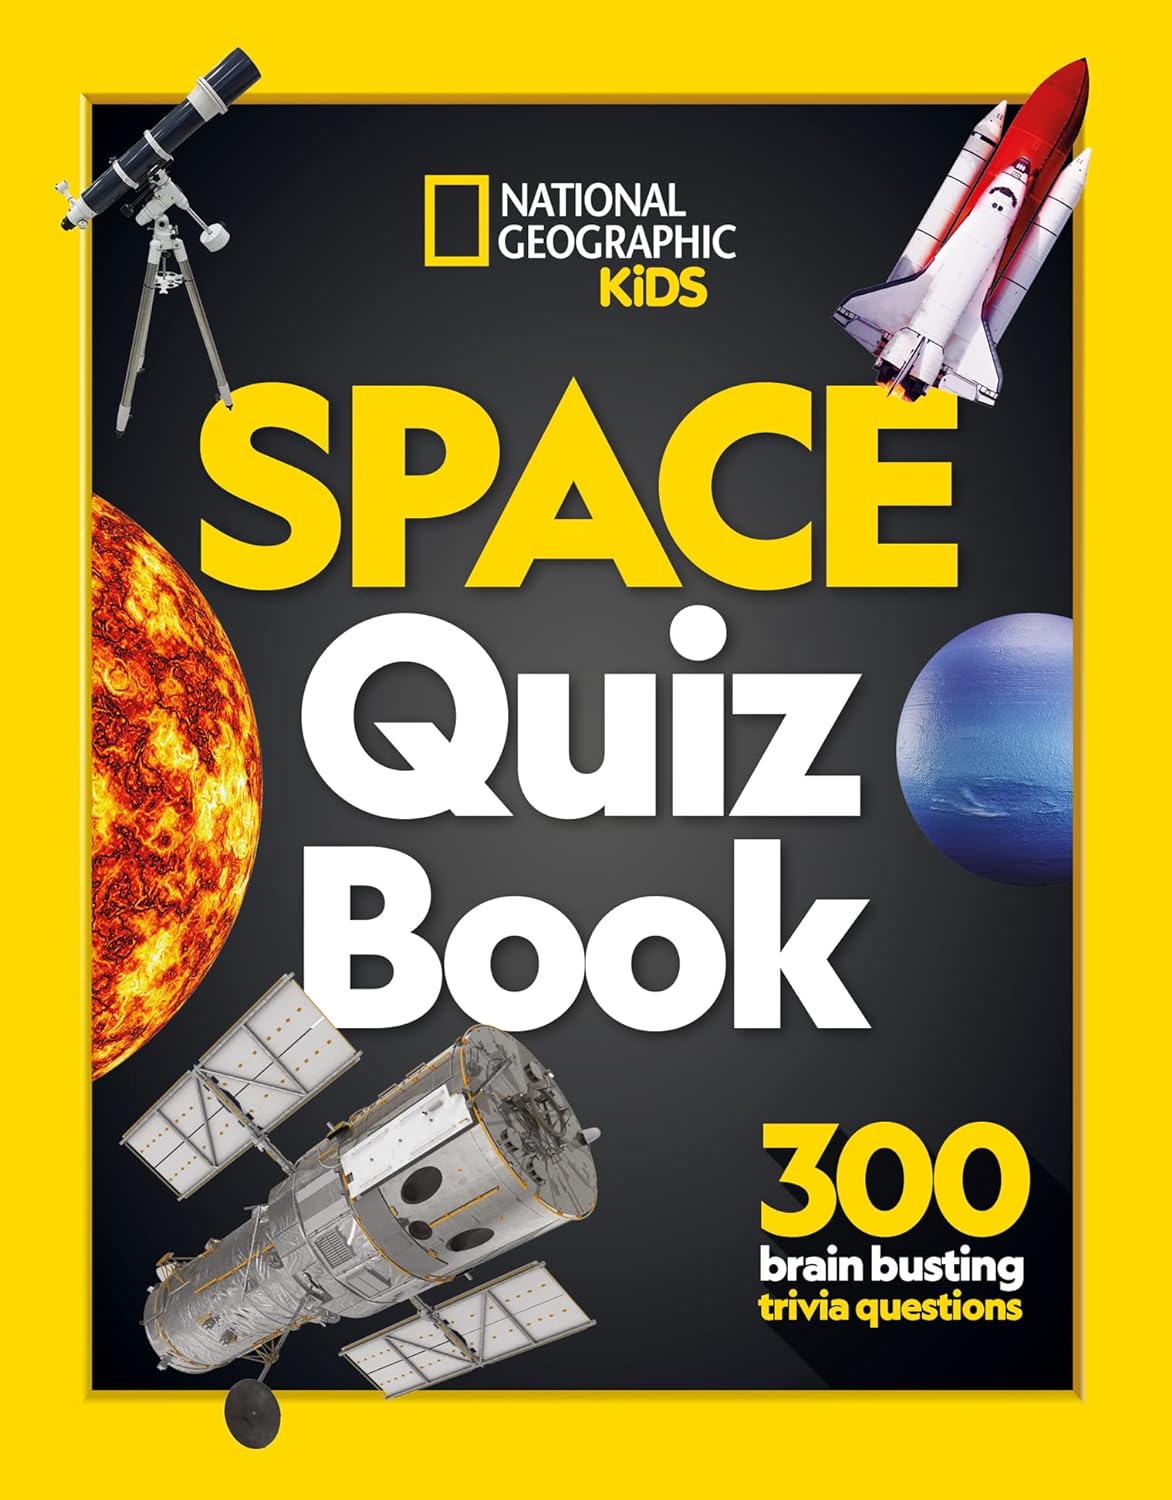 NATIONAL
GEOGRAPHIC
KiDS
SPACE
Quiz
Book
300
brain busting
trivia questions